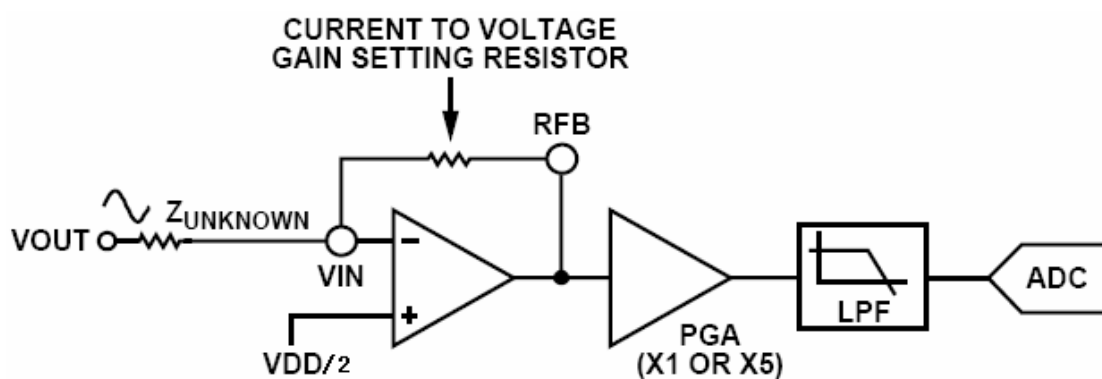 CURRENT TO VOLTAGE
GAIN SETTING RESISTOR
RFB
ZUNKNOWN
VOUT
VIN
−
+
VDD/2
PGA
(X1 OR X5)
LPF
ADC